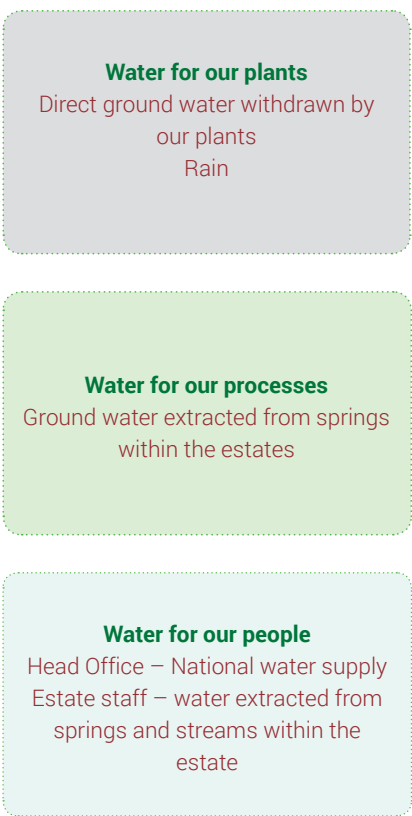 Water for our plants
Direct ground water withdrawn by
our plants
Rain
Water for our processes
Ground water extracted from springs
within the estates
Water for our people
Head Office – National water supply
Estate staff – water extracted from
springs and streams within the
estate